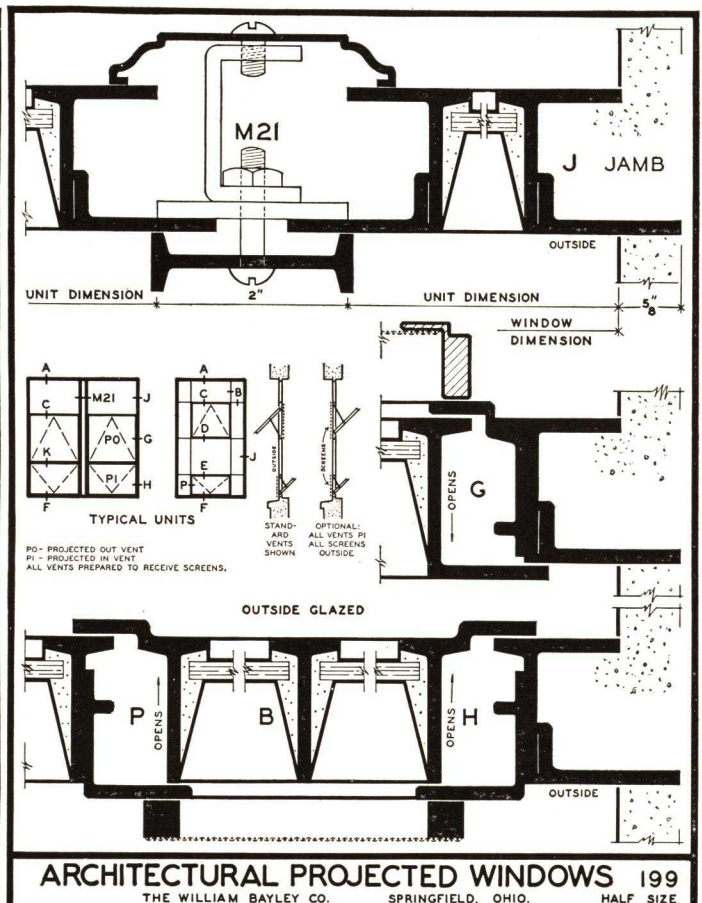 M21
J JAMB
OUTSIDE
UNIT DIMENSION
2"
UNIT DIMENSION
5/8"
WINDOW
DIMENSION
A
C
K
F
M21
PO
PI
J
G
H
A
C
B
D
E
P
J
F
OUTSIDE
SCREENS
TYPICAL UNITS
STAND-
ARD
VENTS
SHOWN
OPTIONAL:
ALL VENTS PI
ALL SCREENS
OUTSIDE
PO- PROJECTED OUT VENT
PI - PROJECTED IN VENT
ALL VENTS PREPARED TO RECEIVE SCREENS.
OPENS
G
OUTSIDE GLAZED
P
OPENS
B
OPENS
H
OUTSIDE
ARCHITECTURAL PROJECTED WINDOWS 199
THE WILLIAM BAYLEY CO. SPRINGFIELD, OHIO. HALF SIZE